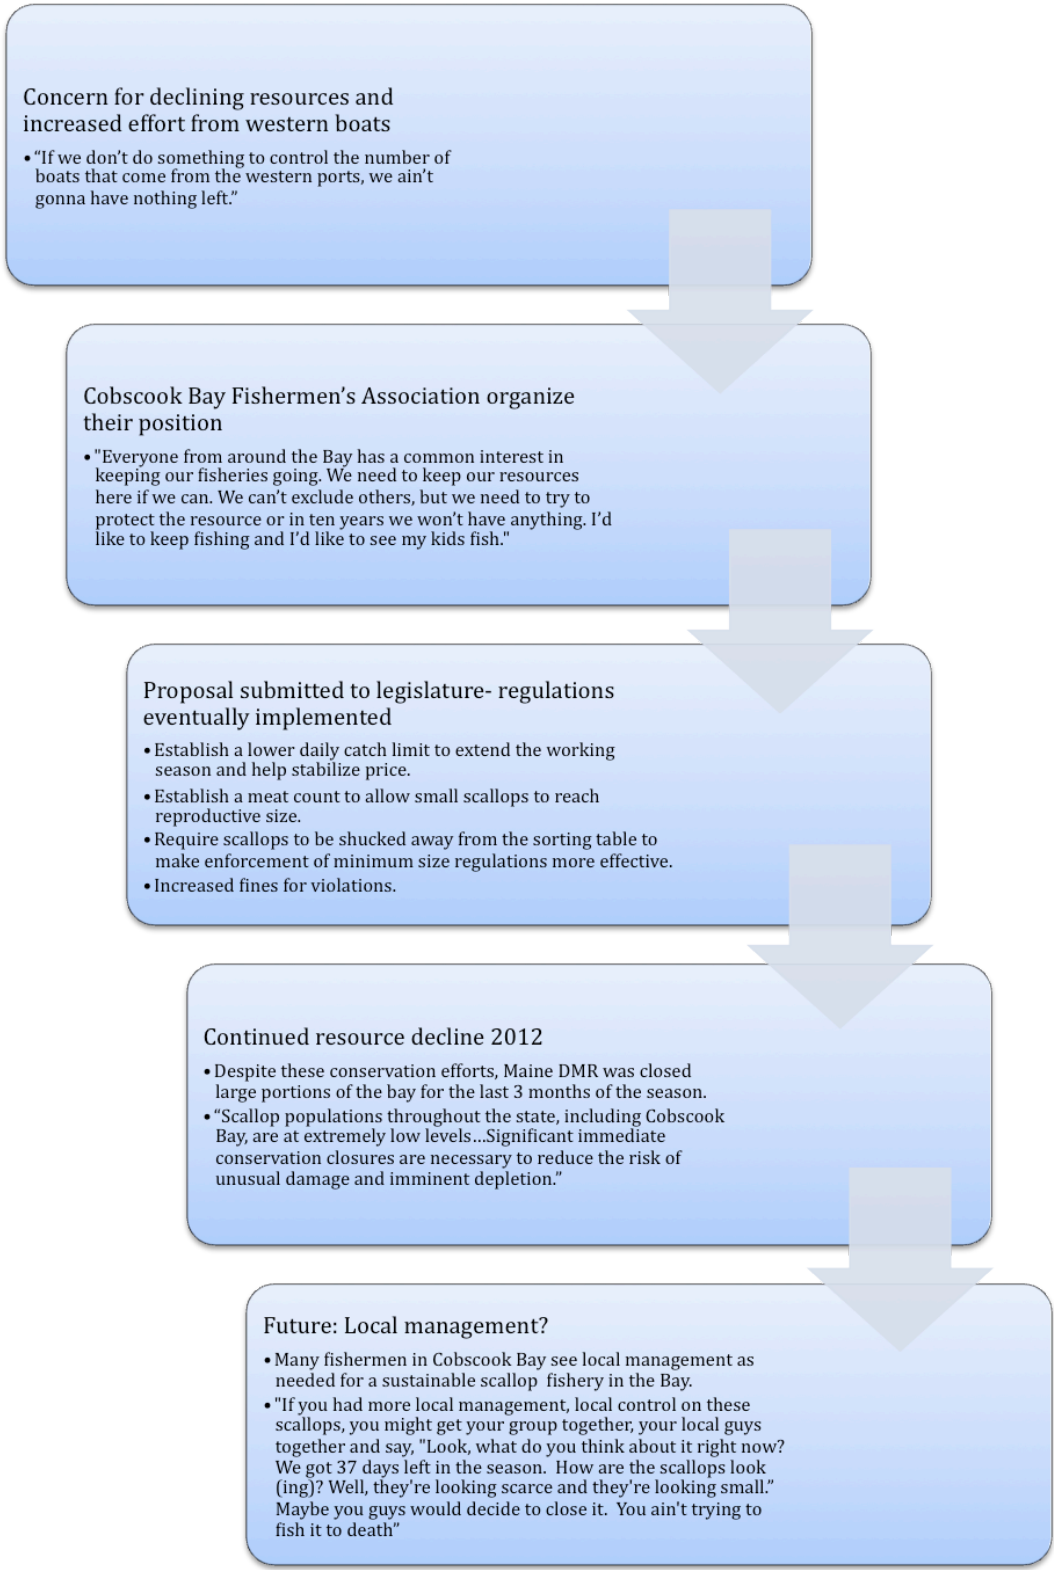 Concern for declining resources and
increased effort from western boats
• “If we don’t do something to control the number of
boats that come from the western ports, we ain’t
gonna have nothing left.”
Cobscook Bay Fishermen’s Association organize
their position
• "Everyone from around the Bay has a common interest in
keeping our fisheries going. We need to keep our resources
here if we can. We can’t exclude others, but we need to try to
protect the resource or in ten years we won’t have anything. I’d
like to keep fishing and I’d like to see my kids fish."
Proposal submitted to legislature- regulations
eventually implemented
• Establish a lower daily catch limit to extend the working
season and help stabilize price.
• Establish a meat count to allow small scallops to reach
reproductive size.
• Require scallops to be shucked away from the sorting table to
make enforcement of minimum size regulations more effective.
• Increased fines for violations.
Continued resource decline 2012
• Despite these conservation efforts, Maine DMR was closed
large portions of the bay for the last 3 months of the season.
• “Scallop populations throughout the state, including Cobscook
Bay, are at extremely low levels…Significant immediate
conservation closures are necessary to reduce the risk of
unusual damage and imminent depletion.”
Future: Local management?
• Many fishermen in Cobscook Bay see local management as
needed for a sustainable scallop fishery in the Bay.
• "If you had more local management, local control on these
scallops, you might get your group together, your local guys
together and say, "Look, what do you think about it right now?
We got 37 days left in the season. How are the scallops look
(ing)? Well, they're looking scarce and they're looking small.”
Maybe you guys would decide to close it. You ain't trying to
fish it to death”